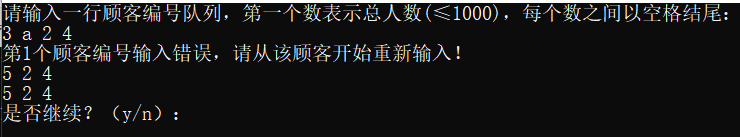 请输入一行顾客编号队列，第一个数表示总人数(≤1000)，每个数之间以空格结尾：
3 a 2 4
第1个顾客编号输入错误，请从该顾客开始重新输入！
5 2 4
5 2 4
是否继续？（y/n）：